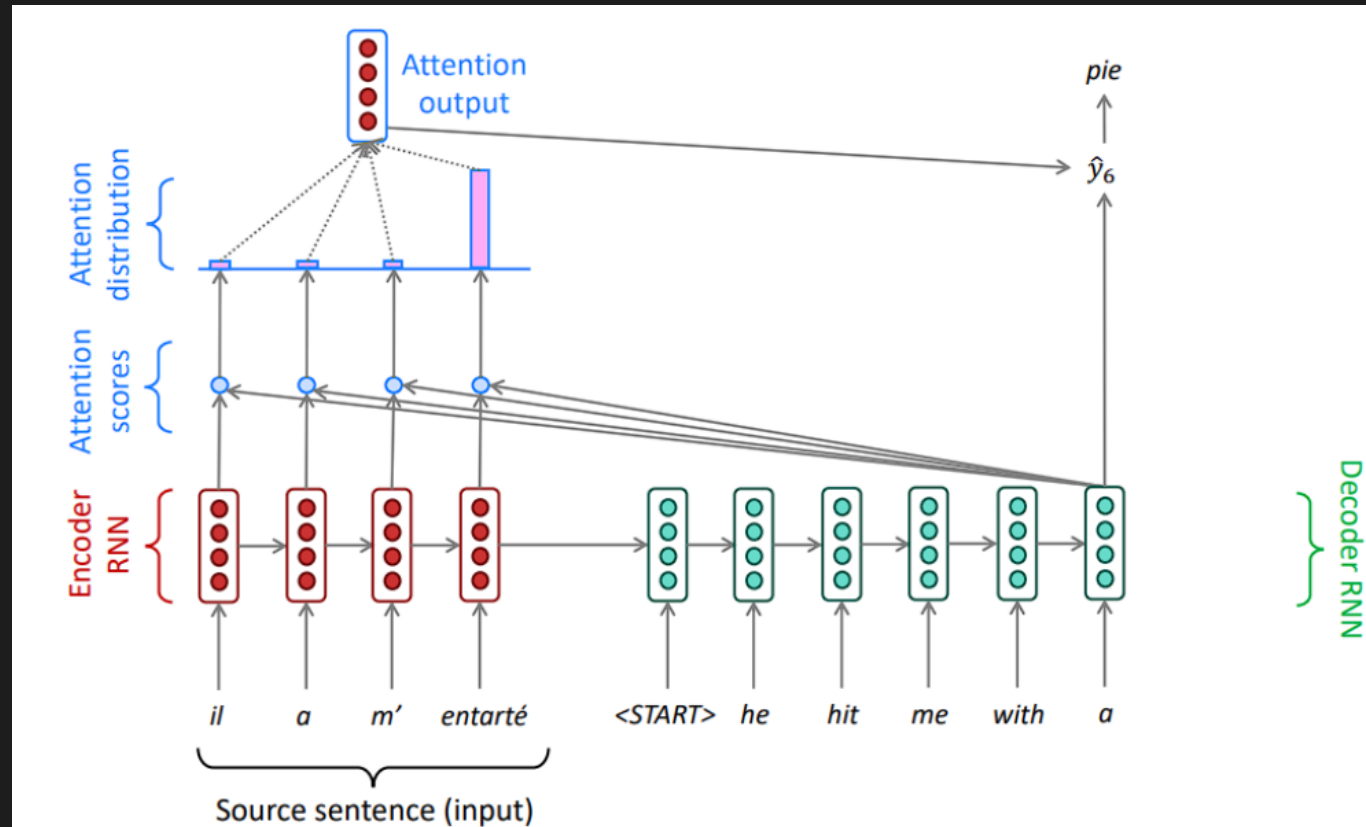 Attention
output
pie
ŷ₆
Attention
distribution
Attention
scores
Encoder
RNN
Decoder RNN
il a m’ entarté <START> he hit me with a
Source sentence (input)